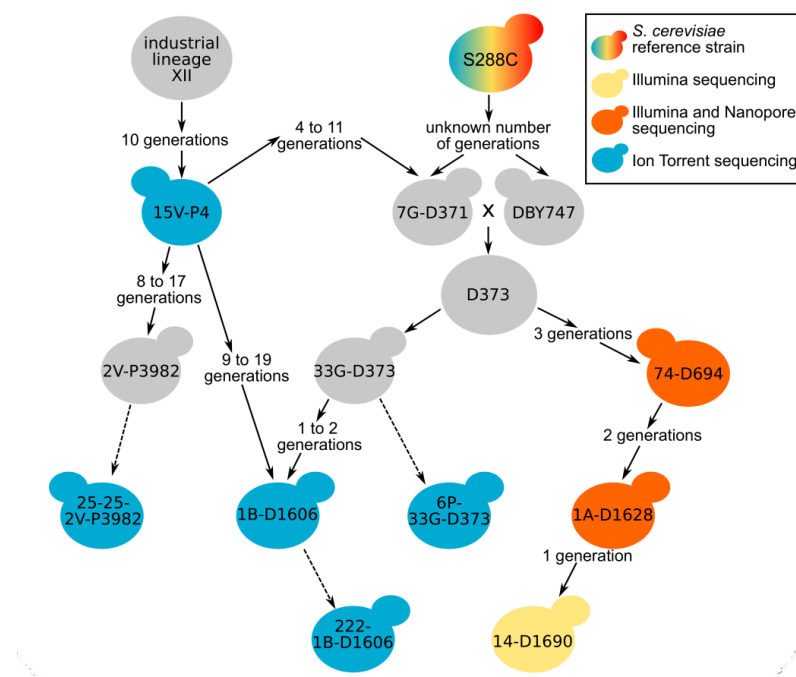 industrial
lineage
XII
S288C
S. cerevisiae
reference strain
Illumina sequencing
Illumina and Nanopore
sequencing
Ion Torrent sequencing
10 generations
4 to 11
generations
unknown number
of generations
15V-P4
7G-D371
x
DBY747
8 to 17
generations
D373
3 generations
2V-P3982
9 to 19
generations
33G-D373
74-D694
1 to 2
generations
2 generations
25-25-
2V-P3982
1B-D1606
6P-
33G-D373
1A-D1628
1 generation
222-
1B-D1606
14-D1690